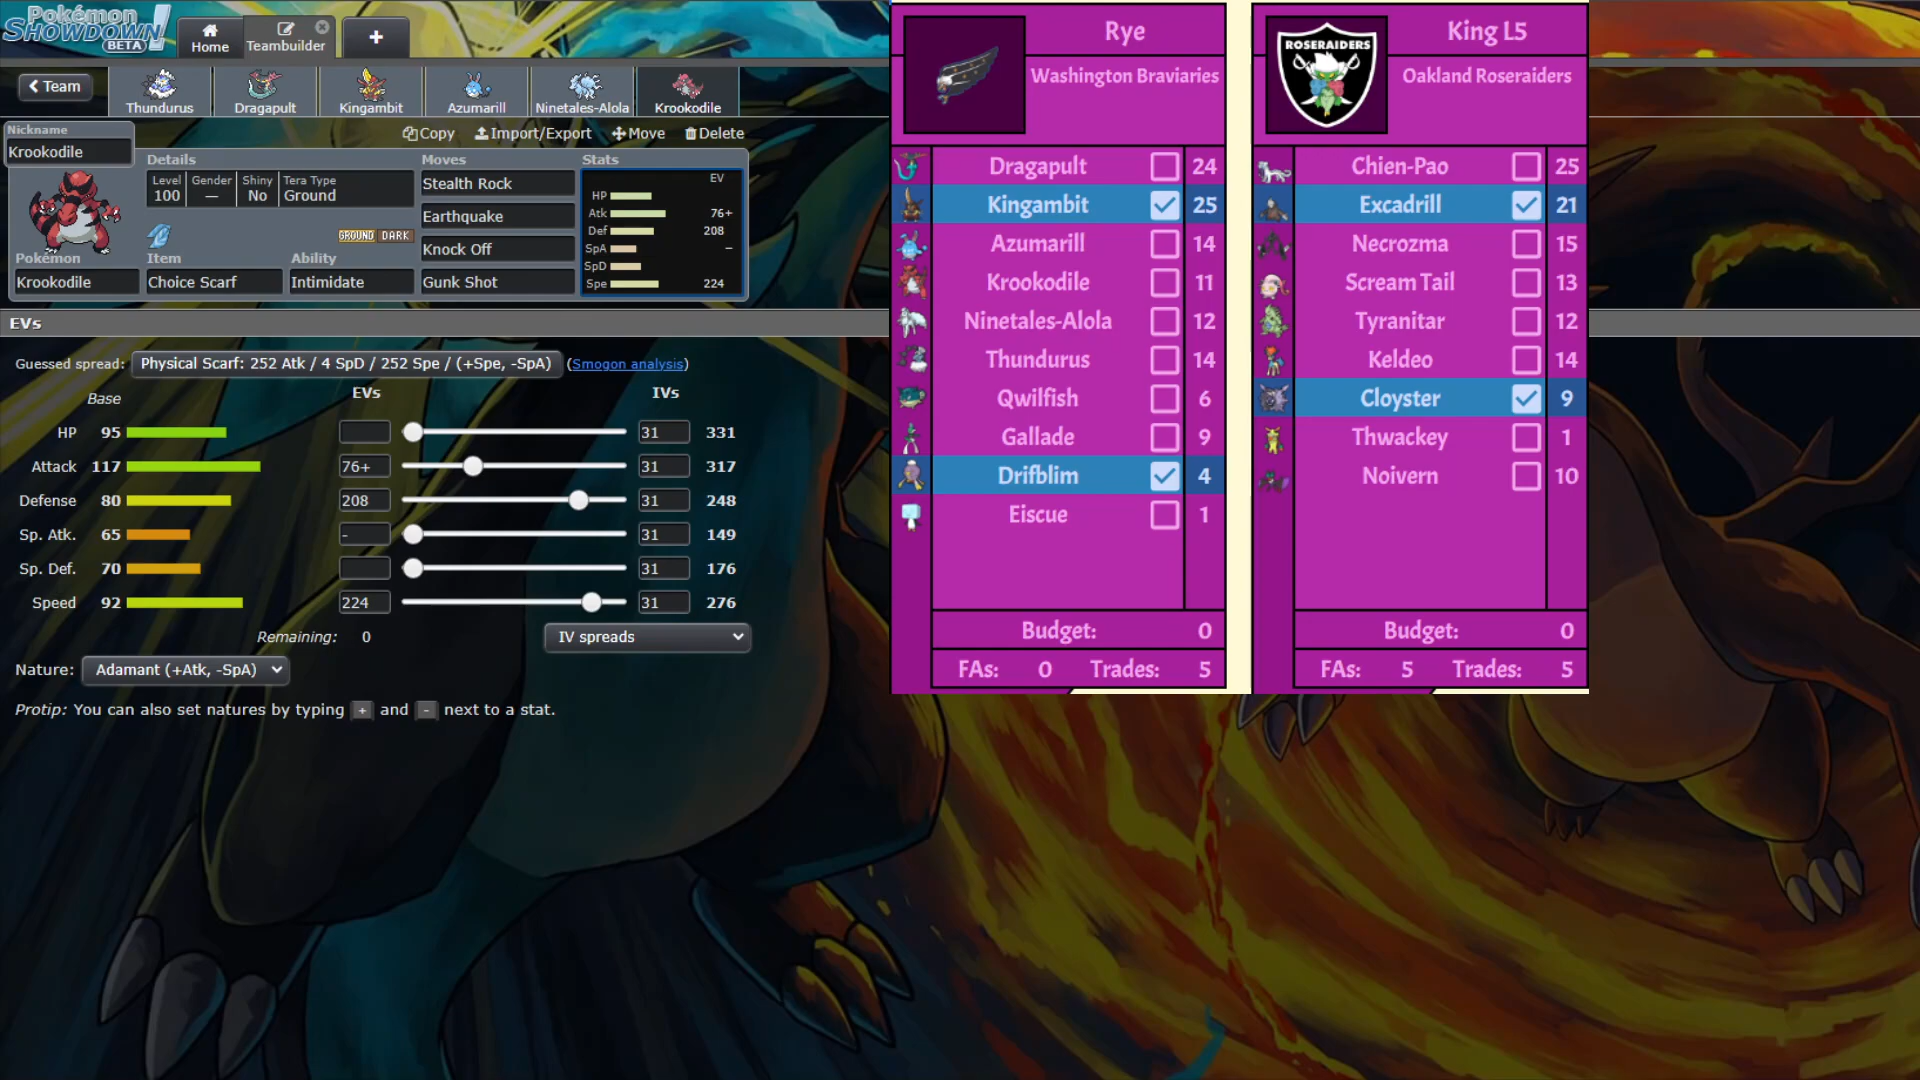 Pokémon
SHOWDOWN!
BETA
Home
Teambuilder
+
Team
Thundurus
Dragapult
Kingambit
Azumarill
Ninetales-Alola
Krookodile
Copy
Import/Export
Move
Delete
Nickname
Krookodile
Details
Level
100
Gender
—
Shiny
No
Tera Type
Ground
GROUND DARK
Pokémon
Krookodile
Item
Choice Scarf
Ability
Intimidate
Moves
Stealth Rock
Earthquake
Knock Off
Gunk Shot
Stats
EV
HP
Atk 76+
Def 208
SpA –
SpD
Spe 224
EVs
Guessed spread: Physical Scarf: 252 Atk / 4 SpD / 252 Spe / (+Spe, -SpA) (Smogon analysis)
Base EVs IVs
HP 95 31 331
Attack 117 76+ 31 317
Defense 80 208 31 248
Sp. Atk. 65 - 31 149
Sp. Def. 70 31 176
Speed 92 224 31 276
Remaining: 0
IV spreads
Nature: Adamant (+Atk, -SpA)
Protip: You can also set natures by typing + and - next to a stat.
Rye
Washington Braviaries
Dragapult 24
Kingambit 25
Azumarill 14
Krookodile 11
Ninetales-Alola 12
Thundurus 14
Qwilfish 6
Gallade 9
Drifblim 4
Eiscue 1
Budget: 0
FAs: 0 Trades: 5
ROSERAIDERS
King L5
Oakland Roseraiders
Chien-Pao 25
Excadrill 21
Necrozma 15
Scream Tail 13
Tyranitar 12
Keldeo 14
Cloyster 9
Thwackey 1
Noivern 10
Budget: 0
FAs: 5 Trades: 5